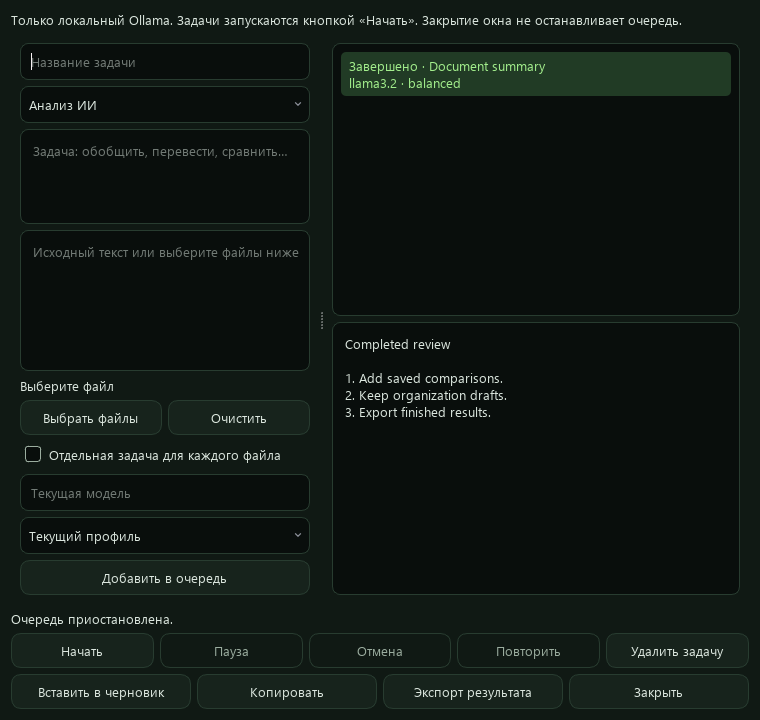 Только локальный Ollama. Задачи запускаются кнопкой «Начать». Закрытие окна не останавливает очередь.
Название задачи
Анализ ИИ
Задача: обобщить, перевести, сравнить...
Исходный текст или выберите файлы ниже
Выберите файл
Выбрать файлы
Очистить
Отдельная задача для каждого файла
Текущая модель
Текущий профиль
Добавить в очередь
Завершено · Document summary
llama3.2 · balanced
Completed review
1. Add saved comparisons.
2. Keep organization drafts.
3. Export finished results.
Очередь приостановлена.
Начать
Пауза
Отмена
Повторить
Удалить задачу
Вставить в черновик
Копировать
Экспорт результата
Закрыть